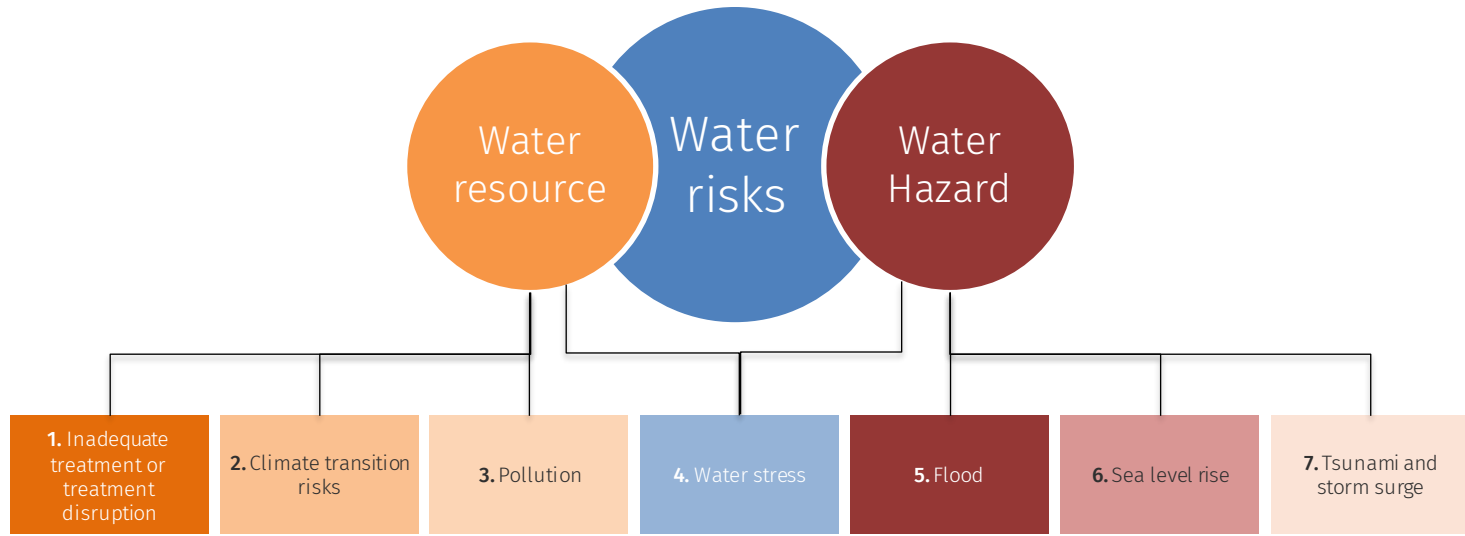 Water
resource
Water
risks
Water
Hazard
1. Inadequate
treatment or
treatment
disruption
2. Climate transition
risks
3. Pollution
4. Water stress
5. Flood
6. Sea level rise
7. Tsunami and
storm surge